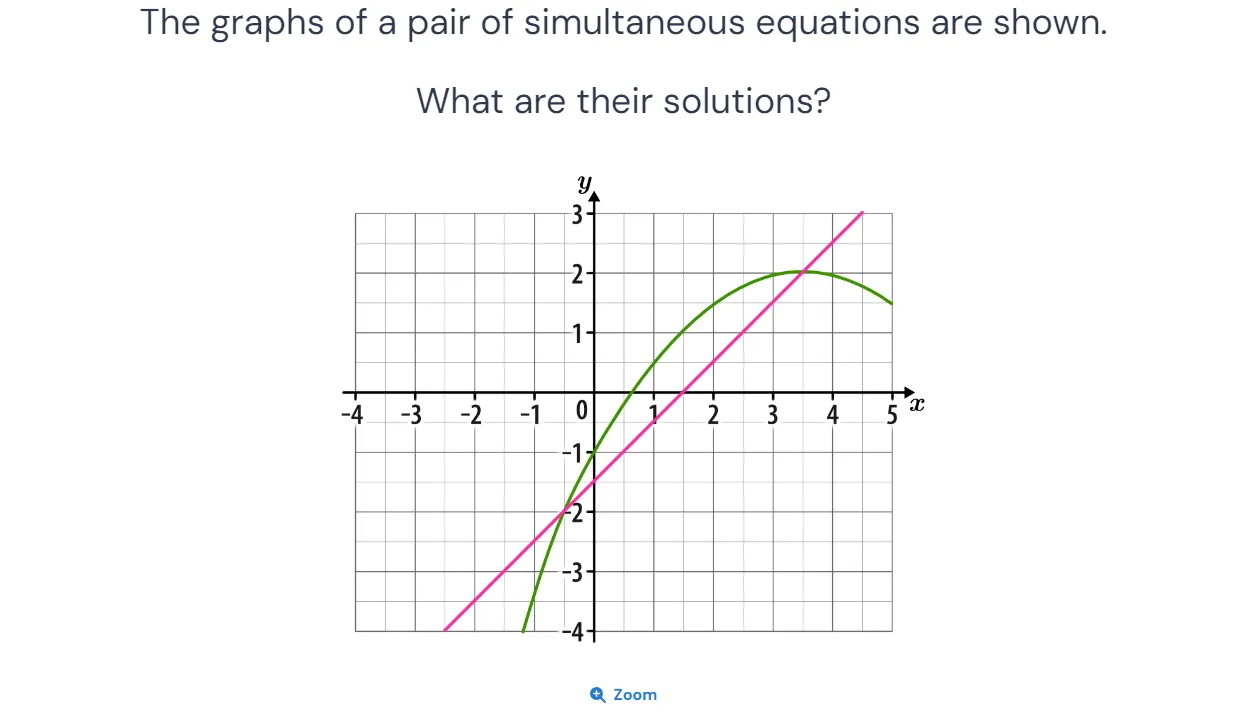 The graphs of a pair of simultaneous equations are shown.
What are their solutions?
y
3
2
1
-4 -3 -2 -1 0 1 2 3 4 5 x
-1
-2
-3
-4
Zoom